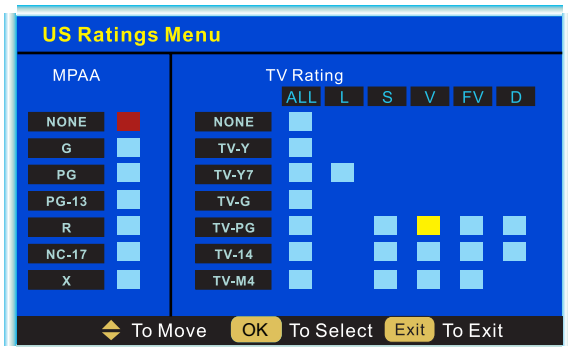 US Ratings Menu
MPAA TV Rating
ALL L S V FV D
NONE NONE
G TV-Y
PG TV-Y7
PG-13 TV-G
R TV-PG
NC-17 TV-14
X TV-M4
To Move OK To Select Exit To Exit